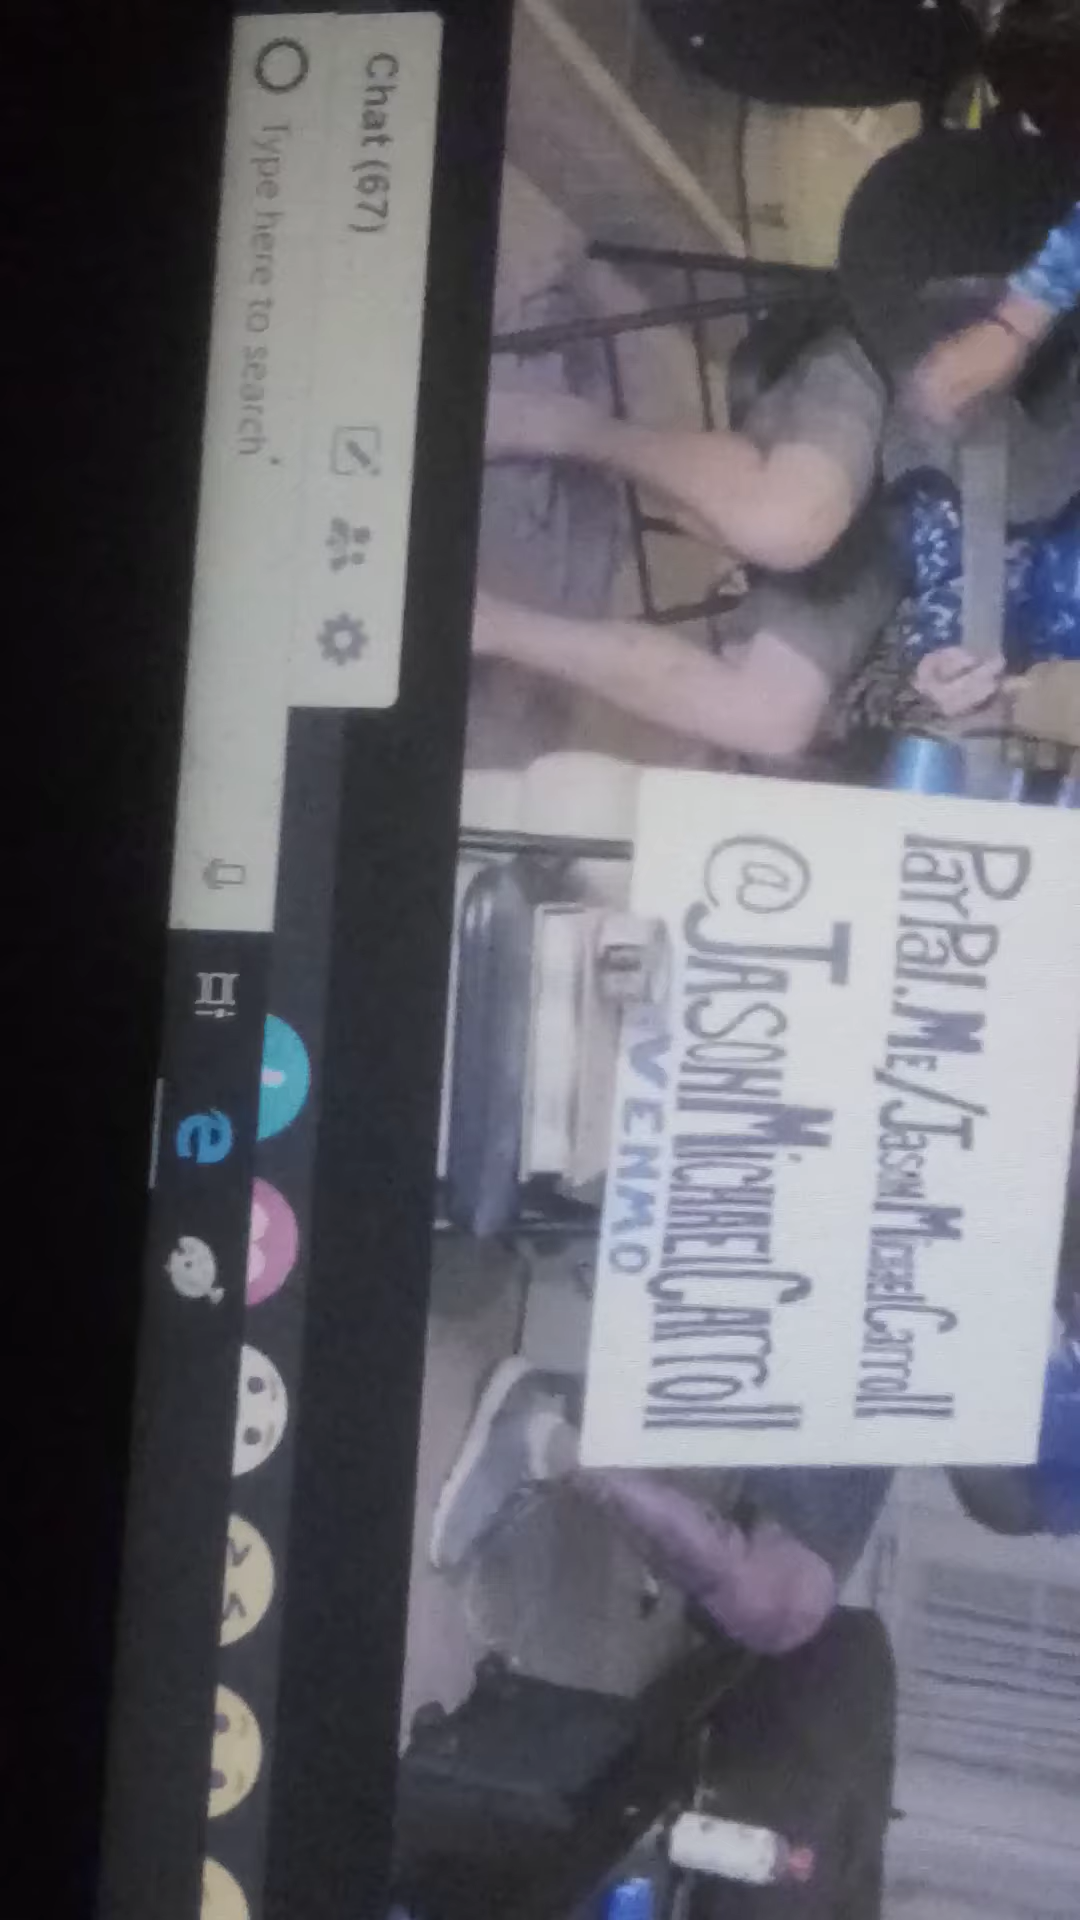 PayPal.Me/JasonMichaelCarroll
@JasonMichaelCarroll
VENMO
Chat (67)
Type here to search